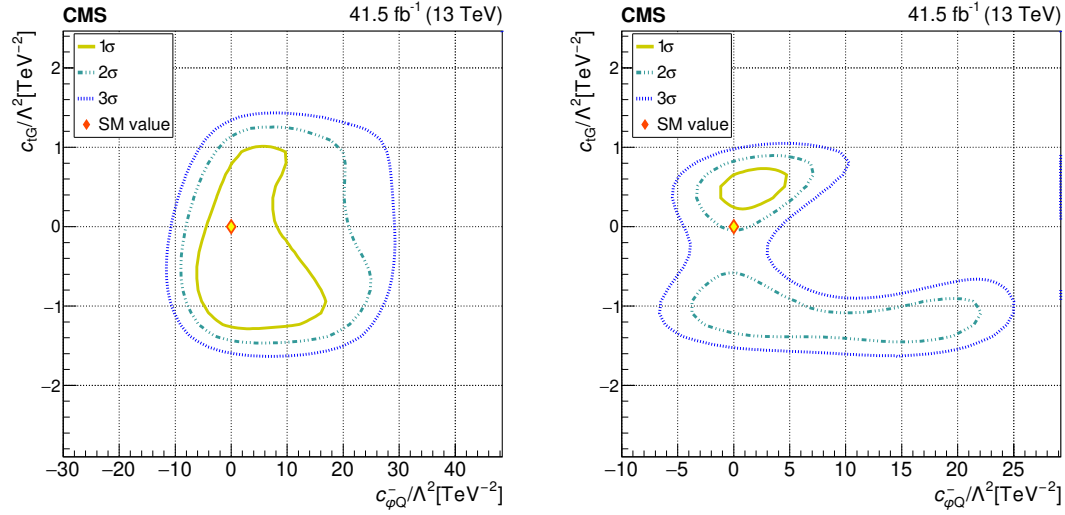 CMS 41.5 fb⁻¹ (13 TeV)
1σ
2σ
3σ
SM value
c_tG/Λ²[TeV⁻²]
2
1
0
−1
−2
−30 −20 −10 0 10 20 30 40
c⁻_φQ/Λ²[TeV⁻²]
CMS 41.5 fb⁻¹ (13 TeV)
1σ
2σ
3σ
SM value
c_tG/Λ²[TeV⁻²]
2
1
0
−1
−2
−10 −5 0 5 10 15 20 25
c⁻_φQ/Λ²[TeV⁻²]